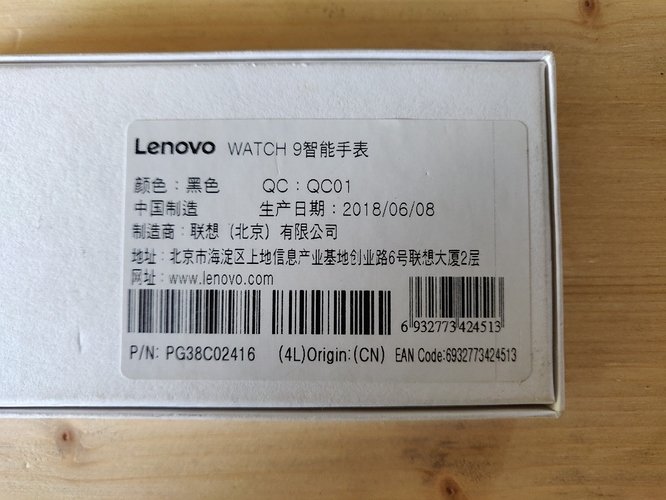 Lenovo WATCH 9智能手表
颜色：黑色 QC：QC01
中国制造 生产日期：2018/06/08
制造商：联想（北京）有限公司
地址：北京市海淀区上地信息产业基地创业路6号联想大厦2层
网址：www.lenovo.com
6 932773 424513
P/N: PG38C02416 (4L)Origin:(CN) EAN Code:6932773424513